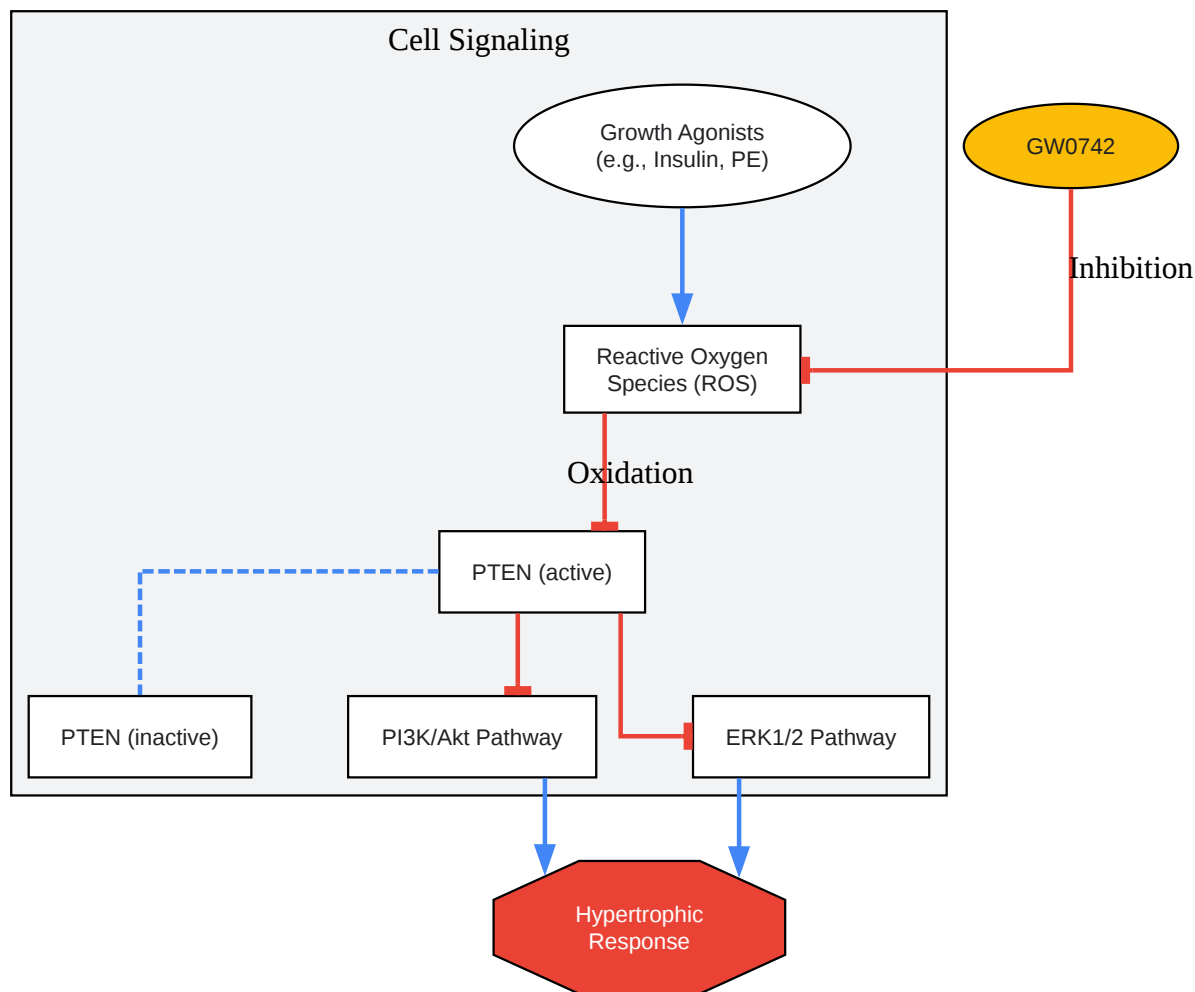 Cell Signaling
Growth Agonists
(e.g., Insulin, PE)
GW0742
Inhibition
Reactive Oxygen
Species (ROS)
Oxidation
PTEN (active)
PTEN (inactive)
PI3K/Akt Pathway
ERK1/2 Pathway
Hypertrophic
Response